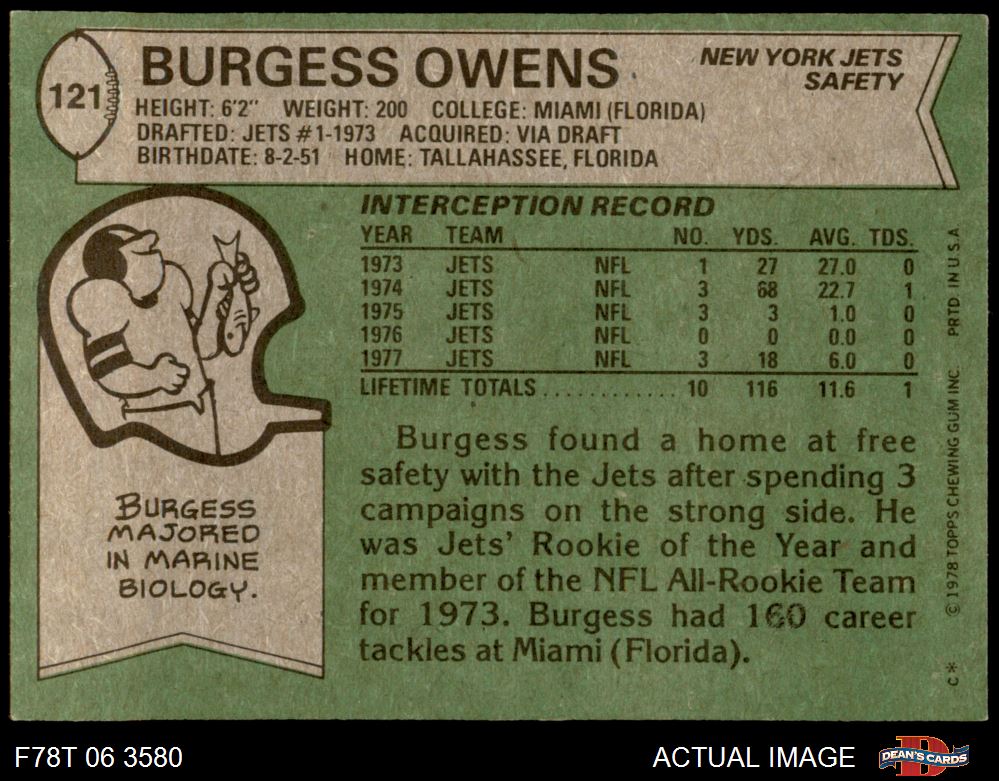 121
BURGESS OWENS
NEW YORK JETS
SAFETY
HEIGHT: 6'2" WEIGHT: 200 COLLEGE: MIAMI (FLORIDA)
DRAFTED: JETS #1-1973 ACQUIRED: VIA DRAFT
BIRTHDATE: 8-2-51 HOME: TALLAHASSEE, FLORIDA
INTERCEPTION RECORD
YEAR TEAM NO. YDS. AVG. TDS.
1973 JETS NFL 1 27 27.0 0
1974 JETS NFL 3 68 22.7 1
1975 JETS NFL 3 3 1.0 0
1976 JETS NFL 0 0 0.0 0
1977 JETS NFL 3 18 6.0 0
LIFETIME TOTALS............ 10 116 11.6 1
BURGESS
MAJORED
IN MARINE
BIOLOGY.
Burgess found a home at free
safety with the Jets after spending 3
campaigns on the strong side. He
was Jets' Rookie of the Year and
member of the NFL All-Rookie Team
for 1973. Burgess had 160 career
tackles at Miami (Florida).
C* © 1978 TOPPS CHEWING GUM INC. PRTD. IN U.S.A.
F78T 06 3580
ACTUAL IMAGE
D
DEAN'S CARDS